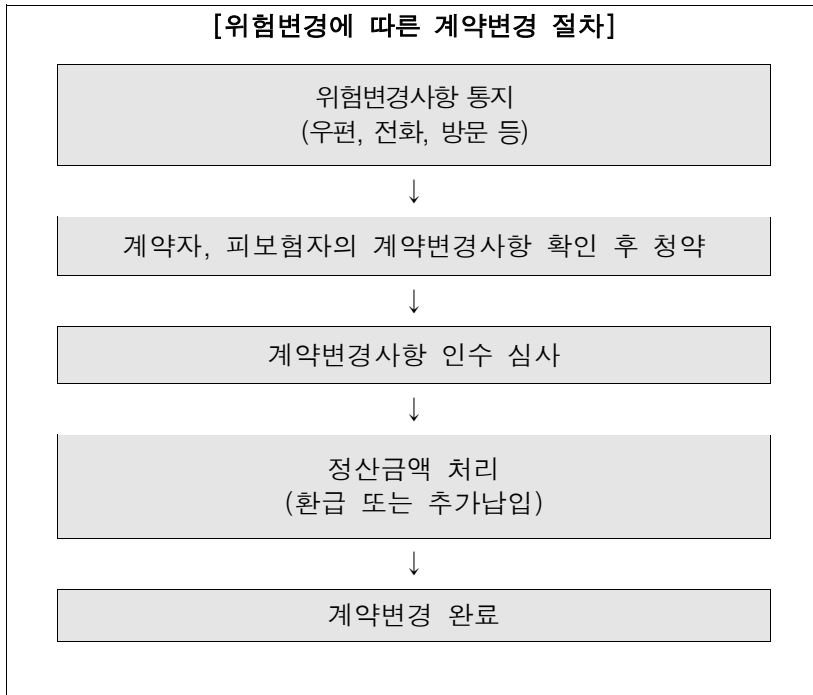 [위험변경에 따른 계약변경 절차]
위험변경사항 통지
(우편, 전화, 방문 등)
↓
계약자, 피보험자의 계약변경사항 확인 후 청약
↓
계약변경사항 인수 심사
↓
정산금액 처리
(환급 또는 추가납입)
↓
계약변경 완료